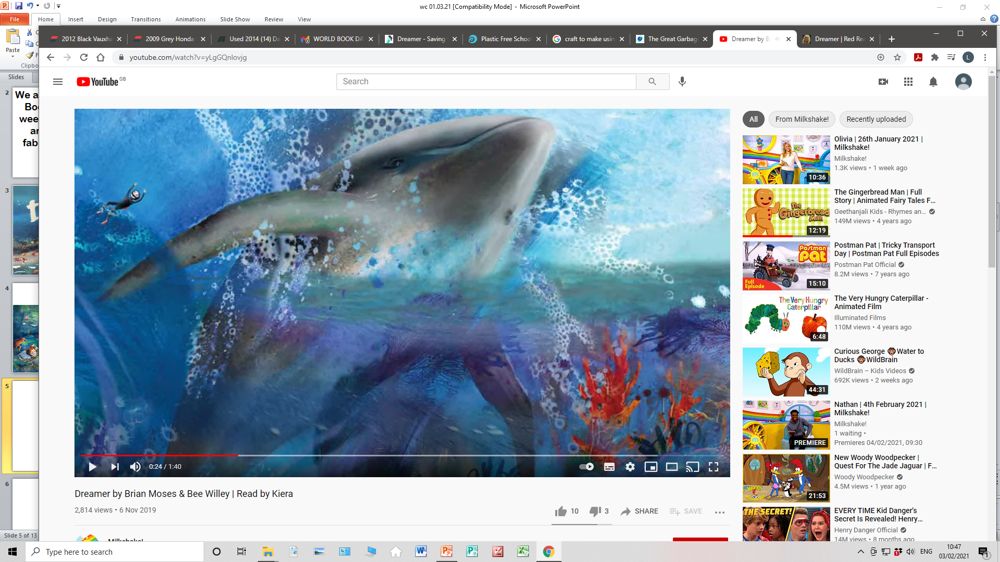 wc 01.03.21 [Compatibility Mode] - Microsoft PowerPoint
File Home Insert Design Transitions Animations Slide Show Review View
Paste
Clipbo
Slides
2
We a
Boo
wee
ar
fab
3
4
5
6
Slide 5 of 13
2012 Black Vauxha
2009 Grey Honda
Used 2014 (14) Da
WORLD BOOK DA
Dreamer - Saving
Plastic Free Schoo
craft to make usin
The Great Garbag
Dreamer by B
Dreamer | Red Rea
youtube.com/watch?v=yLgGQnIovjg
L
YouTube GB
Search
0:24 / 1:40
Dreamer by Brian Moses & Bee Willey | Read by Kiera
2,814 views • 6 Nov 2019
10 3 SHARE SAVE
Milkshake!
All From Milkshake! Recently uploaded
10:36
Olivia | 26th January 2021 |
Milkshake!
Milkshake!
1.3K views • 1 week ago
The
Gingerbread
Man
12:19
The Gingerbread Man | Full
Story | Animated Fairy Tales F...
Geethanjali Kids - Rhymes an...
149M views • 4 years ago
Postman
Pat
Full
Episode
15:10
Postman Pat | Tricky Transport
Day | Postman Pat Full Episodes
Postman Pat Official
8.2M views • 7 years ago
The Very Hungry
Caterpillar
6:48
The Very Hungry Caterpillar -
Animated Film
Illuminated Films
110M views • 4 years ago
44:31
Curious George 🐵Water to
Ducks 🐵WildBrain
WildBrain – Kids Videos
692K views • 2 weeks ago
PREMIERE
Nathan | 4th February 2021 |
Milkshake!
Milkshake!
1 waiting •
Premieres 04/02/2021, 09:30
WOODY
21:53
New Woody Woodpecker |
Quest For The Jade Jaguar | F...
Woody Woodpecker
4.5M views • 1 year ago
THE SECRET!
EVERY TIME Kid Danger's
Secret Is Revealed! Henry...
Henry Danger Official
14M views • 8 months ago
Type here to search
ENG
10:47
03/02/2021
1